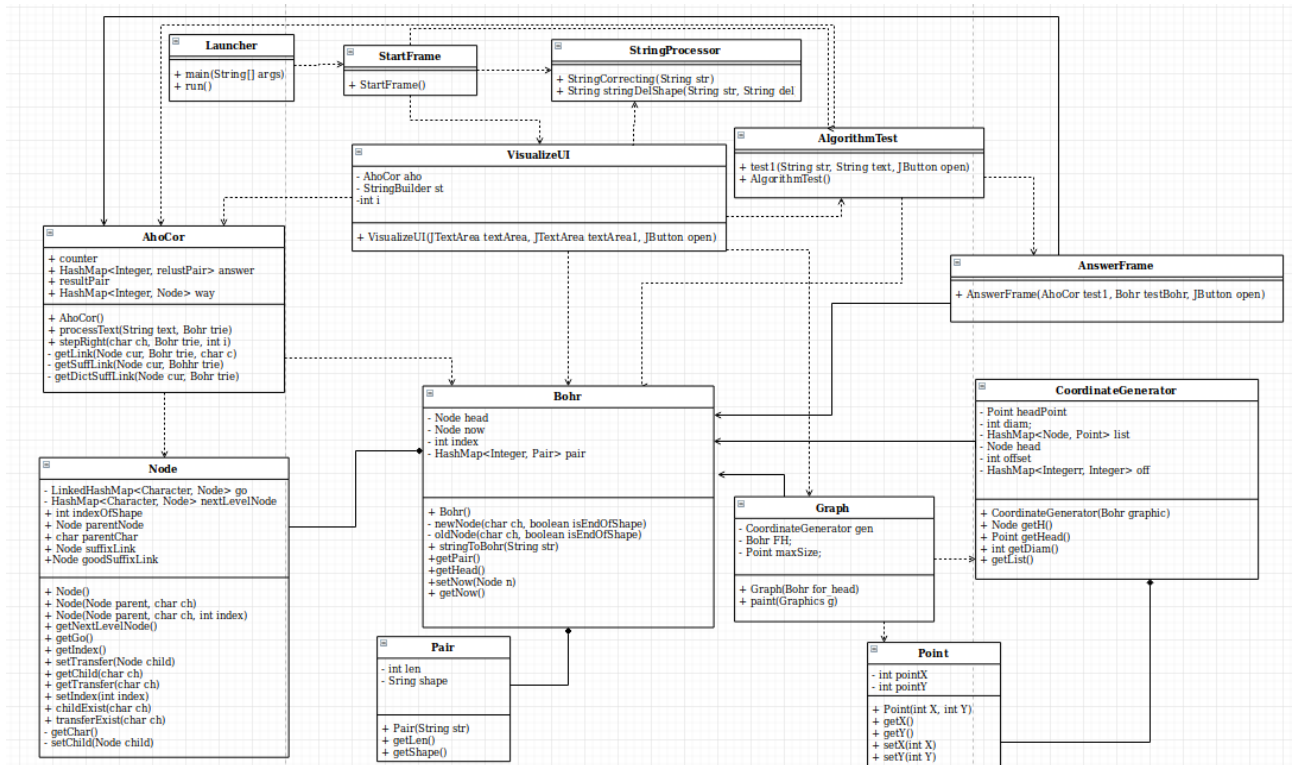 Launcher
+ main(String[] args)
+ run()
StartFrame
+ StartFrame()
StringProcessor
+ StringCorrecting(String str)
+ String stringDelShape(String str, String del
AlgorithmTest
+ test1(String str, String text, JButton open)
+ AlgorithmTest()
VisualizeUI
- AhoCor aho
- StringBuilder st
-int i
+ VisualizeUI(JTextArea textArea, JTextArea textArea1, JButton open)
AhoCor
+ counter
+ HashMap<Integer, relustPair> answer
+ resultPair
+ HashMap<Integer, Node> way
+ AhoCor()
+ processText(String text, Bohr trie)
+ stepRight(char ch, Bohr trie, int i)
- getLink(Node cur, Bohr trie, char c)
- getSuffLink(Node cur, Bohhr trie)
- getDictSuffLink(Node cur, Bohr trie)
AnswerFrame
+ AnswerFrame(AhoCor test1, Bohr testBohr, JButton open)
Bohr
- Node head
- Node now
- int index
- HashMap<Integer, Pair> pair
+ Bohr()
- newNode(char ch, boolean isEndOfShape)
- oldNode(char ch, boolean isEndOfShape)
+ stringToBohr(String str)
+getPair()
+getHead()
+setNow(Node n)
+ getNow()
CoordinateGenerator
- Point headPoint
- int diam;
- HashMap<Node, Point> list
- Node head
- int offset
- HashMap<Integerr, Integer> off
+ CoordinateGenerator(Bohr graphic)
+ Node getH()
+ Point getHead()
+ int getDiam()
+ getList()
Node
- LinkedHashMap<Character, Node> go
- HashMap<Character, Node> nextLevelNode
+ int indexOfShape
+ Node parentNode
+ char parentChar
+ Node suffixLink
+Node goodSuffixLink
+ Node()
+ Node(Node parent, char ch)
+ Node(Node parent, char ch, int index)
+ getNextLevelNode()
+ getGo()
+ getIndex()
+ setTransfer(Node child)
+ getChild(char ch)
+ getTransfer(char ch)
+ setIndex(int index)
+ childExist(char ch)
+ transferExist(char ch)
- getChar()
- setChild(Node child)
Graph
- CoordinateGenerator gen
- Bohr FH;
- Point maxSize;
+ Graph(Bohr for_head)
+ paint(Graphics g)
Pair
- int len
- Sring shape
+ Pair(String str)
+ getLen()
+ getShape()
Point
- int pointX
- int pointY
+ Point(int X, int Y)
+ getX()
+ getY()
+ setX(int X)
+ setY(int Y)